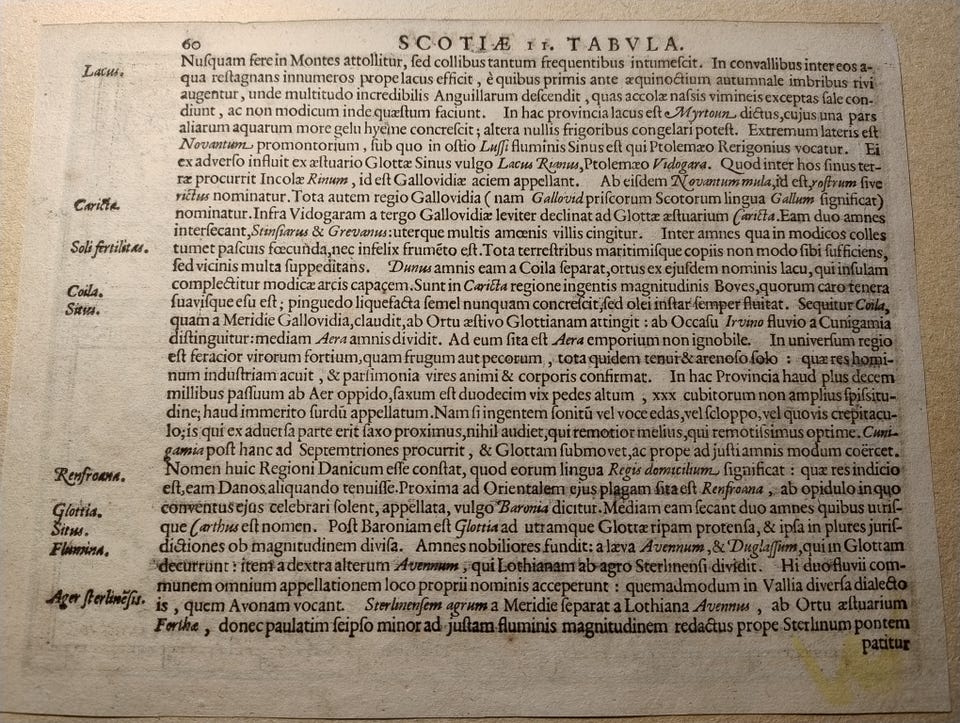 60 SCOTIÆ II. TABVLA.
Nuſquam fere in Montes attollitur, ſed collibus tantum frequentibus intumeſcit. In convallibus inter eos a-
Lacus. qua reſtagnans innumeros prope lacus efficit, è quibus primis ante æquinoctium autumnale imbribus rivi
augentur, unde multitudo incredibilis Anguillarum deſcendit, quas accolæ naſſis vimineis exceptas ſale con-
diunt, ac non modicum inde quæſtum faciunt. In hac provincia lacus eſt Myrtoun dictus, cujus una pars
aliarum aquarum more gelu hyeme concreſcit; altera nullis frigoribus congelari poteſt. Extremum lateris eſt
Novantum promontorium, ſub quo in oſtio Luſſi fluminis Sinus eſt qui Ptolemæo Rerigonius vocatur. Ei
ex adverſo influit ex æſtuario Glottæ Sinus vulgo Lacus Rianus, Ptolemæo Vidogara. Quod inter hos ſinus ter-
ræ procurrit Incolæ Rinum, id eſt Gallovidiæ aciem appellant. Ab eiſdem Novantum mula, id eſt, roſtrum ſive
rictus nominatur. Tota autem regio Gallovidia (nam Gallovid priſcorum Scotorum lingua Gallum ſignificat)
Caricta. nominatur. Infra Vidogaram a tergo Gallovidiæ leviter declinat ad Glottæ æſtuarium Caricta. Eam duo amnes
interſecant, Stinſiarus & Grevanus: uterque multis amœnis villis cingitur. Inter amnes qua in modicos colles
Soli fertilitas. tumet paſcuis fœcunda, nec infelix frumēto eſt. Tota terreſtribus maritimiſque copiis non modo ſibi ſufficiens,
ſed vicinis multa ſuppeditans. Dunus amnis eam a Coila ſeparat, ortus ex ejuſdem nominis lacu, qui inſulam
complectitur modicæ arcis capacem. Sunt in Caricta regione ingentis magnitudinis Boves, quorum caro tenera
Coila. ſuaviſque eſu eſt; pinguedo liquefacta ſemel nunquam concreſcit, ſed olei inſtar ſemper fluitat. Sequitur Coila,
Situs. quam a Meridie Gallovidia, claudit, ab Ortu æſtivo Glottianam attingit: ab Occaſu Irvino fluvio a Cunigamia
diſtinguitur: mediam Aera amnis dividit. Ad eum ſita eſt Aera emporium non ignobile. In univerſum regio
eſt feracior virorum fortium, quam frugum aut pecorum, tota quidem tenui & arenoſo ſolo: quæ res homi-
num induſtriam acuit, & parſimonia vires animi & corporis confirmat. In hac Provincia haud plus decem
millibus paſſuum ab Aer oppido, ſaxum eſt duodecim vix pedes altum, xxx cubitorum non amplius ſpiſſitu-
dine; haud immerito ſurdū appellatum. Nam ſi ingentem ſonitū vel voce edas, vel ſcloppo, vel quovis crepitacu-
lo; is qui ex adverſa parte erit ſaxo proximus, nihil audiet, qui remotior melius, qui remotiſſimus optime. Cuni-
gamia poſt hanc ad Septemtriones procurrit, & Glottam ſubmovet, ac prope ad juſti amnis modum coërcet.
Renfroana. Nomen huic Regioni Danicum eſſe conſtat, quod eorum lingua Regis domicilium ſignificat: quæ res indicio
eſt, eam Danos aliquando tenuiſſe. Proxima ad Orientalem ejus plagam ſita eſt Renfroana, ab opidulo in quo
Glottia. conventus ejus celebrari ſolent, appellata, vulgo Baronia dicitur. Mediam eam ſecant duo amnes quibus utriſ-
Situs. que Carthus eſt nomen. Poſt Baroniam eſt Glottia ad utramque Glottæ ripam protenſa, & ipſa in plures juriſ-
Flumina. dictiones ob magnitudinem diviſa. Amnes nobiliores fundit: a læva Avennum, & Duglaſſum, qui in Glottam
decurrunt: item a dextra alterum Avennum, qui Lothianam ab agro Sterlinenſi dividit. Hi duo fluvii com-
munem omnium appellationem loco proprii nominis acceperunt: quemadmodum in Vallia diverſa dialecto
Ager ſterlinēſis. is, quem Avonam vocant. Sterlinenſem agrum a Meridie ſeparat a Lothiana Avennus, ab Ortu æſtuarium
Forthæ, donec paulatim ſeipſo minor ad juſtam fluminis magnitudinem redactus prope Sterlinum pontem
patitur